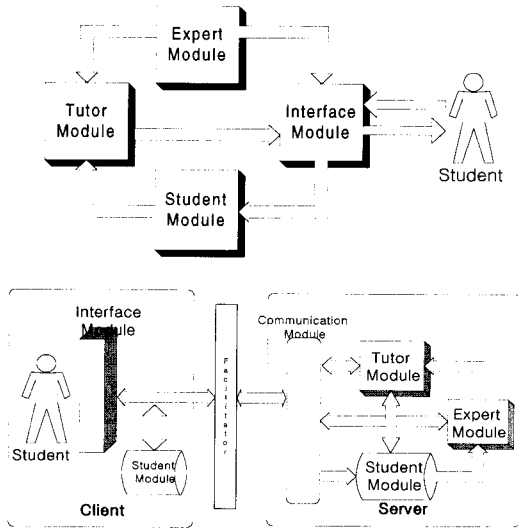 Expert
Module
Tutor
Module
Interface
Module
Student
Module
Student
Interface
Module
Student
Student
Module
Client
Facilitator
Communication
Module
Tutor
Module
Expert
Module
Student
Module
Server